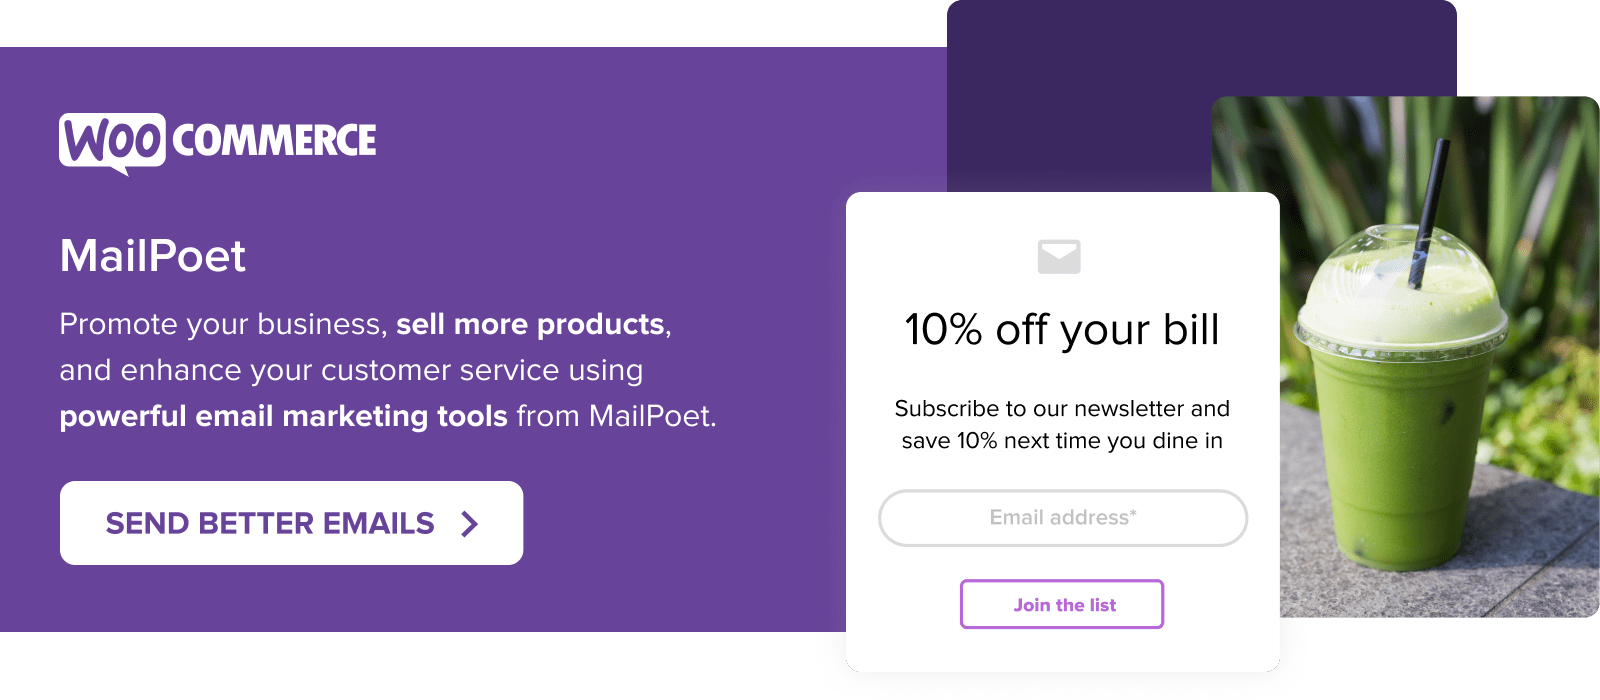 WOO COMMERCE
MailPoet
Promote your business, sell more products,
and enhance your customer service using
powerful email marketing tools from MailPoet.
SEND BETTER EMAILS
10% off your bill
Subscribe to our newsletter and
save 10% next time you dine in
Email address*
Join the list